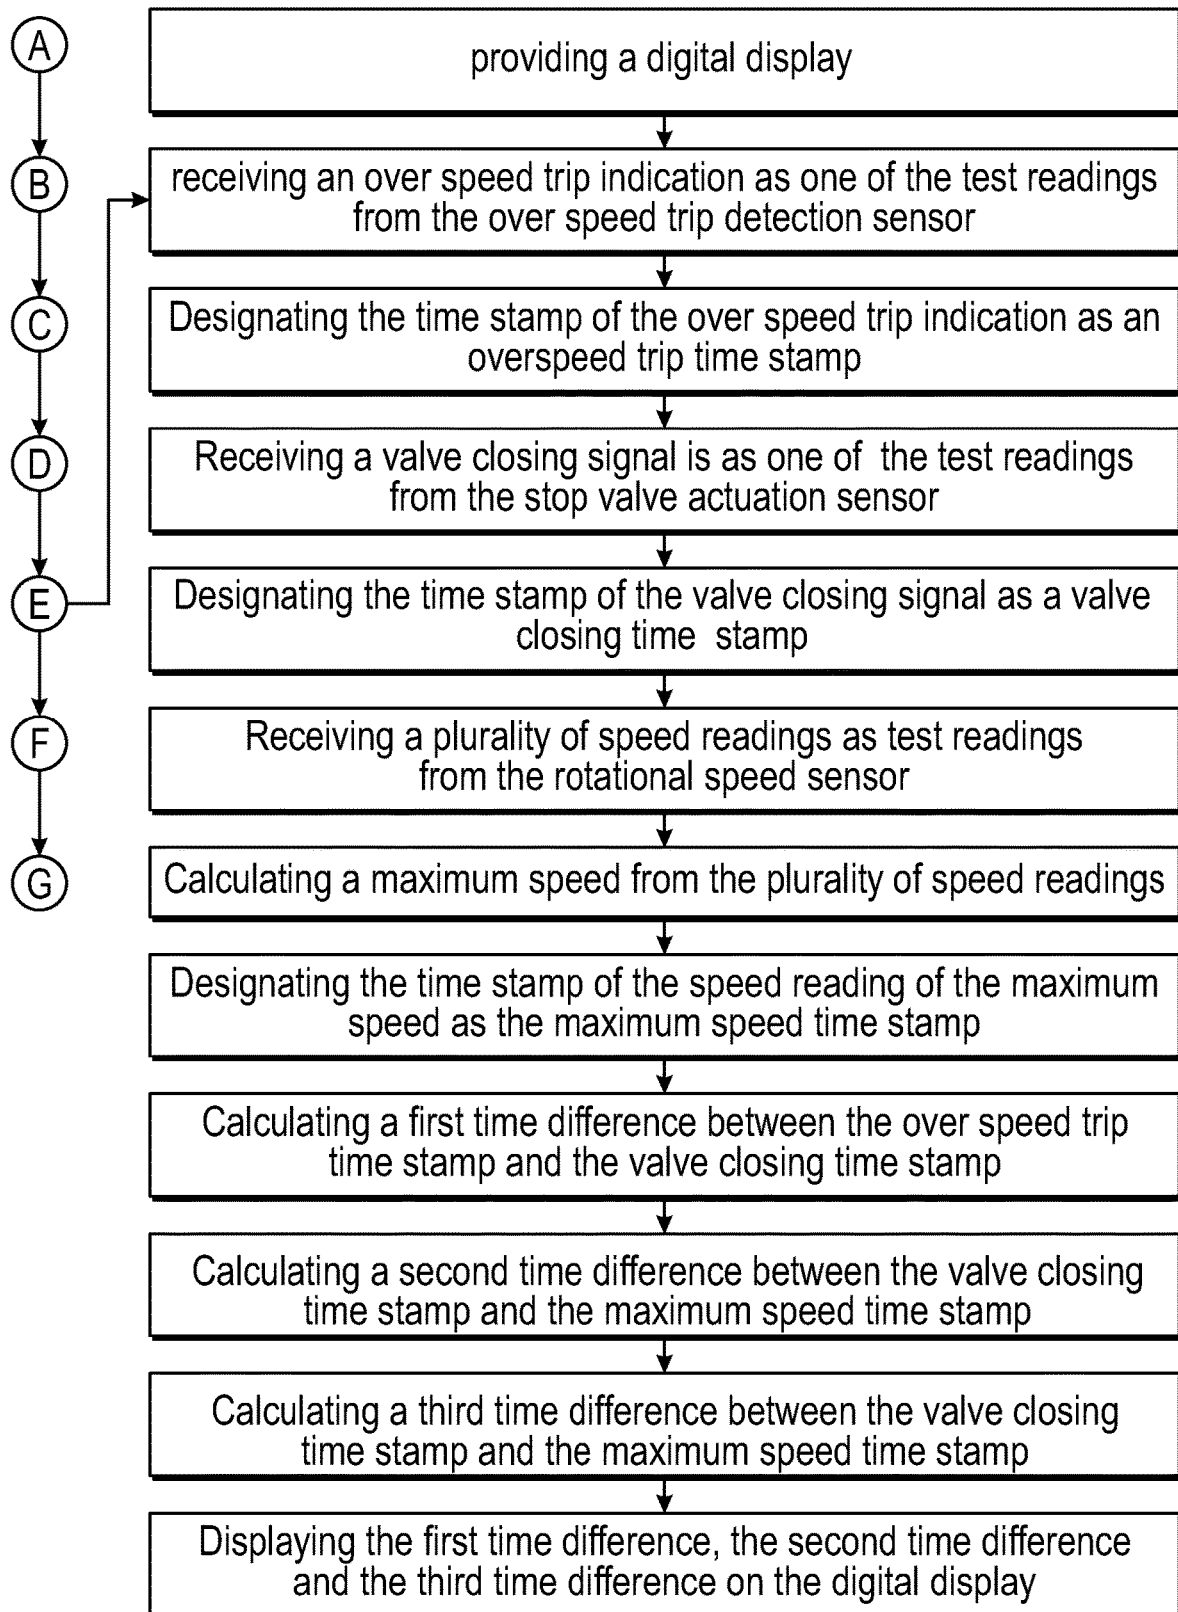 A
providing a digital display
B
receiving an over speed trip indication as one of the test readings
from the over speed trip detection sensor
C
Designating the time stamp of the over speed trip indication as an
overspeed trip time stamp
D
Receiving a valve closing signal is as one of the test readings
from the stop valve actuation sensor
E
Designating the time stamp of the valve closing signal as a valve
closing time stamp
F
Receiving a plurality of speed readings as test readings
from the rotational speed sensor
G
Calculating a maximum speed from the plurality of speed readings
Designating the time stamp of the speed reading of the maximum
speed as the maximum speed time stamp
Calculating a first time difference between the over speed trip
time stamp and the valve closing time stamp
Calculating a second time difference between the valve closing
time stamp and the maximum speed time stamp
Calculating a third time difference between the valve closing
time stamp and the maximum speed time stamp
Displaying the first time difference, the second time difference
and the third time difference on the digital display